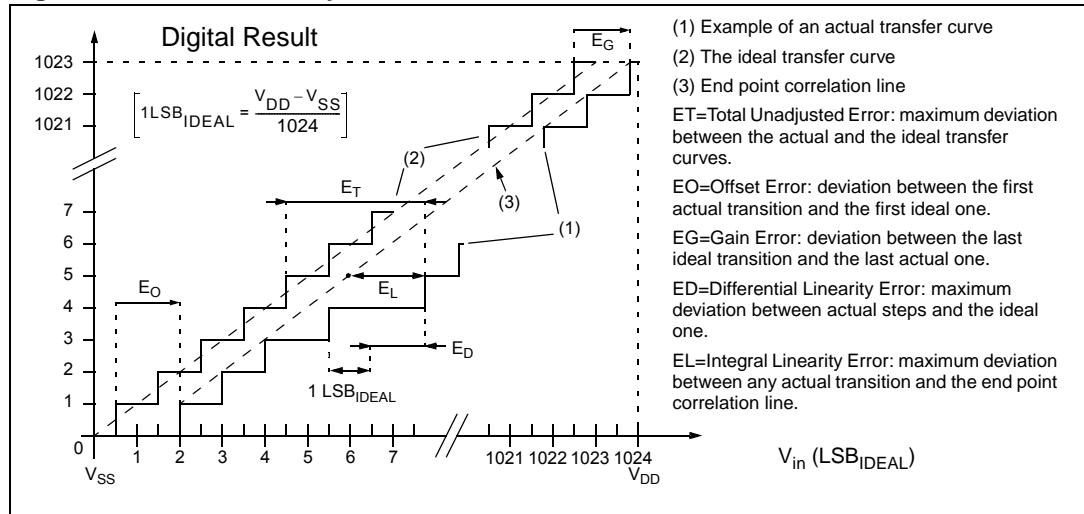 Digital Result
1023
1022
1021
1LSB_IDEAL = V_DD – V_SS / 1024
7
6
5
4
3
2
1
0
E_G
(2)
E_T
(3)
(1)
E_O
E_L
E_D
1 LSB_IDEAL
1 2 3 4 5 6 7 1021 1022 1023 1024
V_SS V_DD
V_in (LSB_IDEAL)
(1) Example of an actual transfer curve
(2) The ideal transfer curve
(3) End point correlation line
ET=Total Unadjusted Error: maximum deviation
between the actual and the ideal transfer
curves.
EO=Offset Error: deviation between the first
actual transition and the first ideal one.
EG=Gain Error: deviation between the last
ideal transition and the last actual one.
ED=Differential Linearity Error: maximum
deviation between actual steps and the ideal
one.
EL=Integral Linearity Error: maximum deviation
between any actual transition and the end point
correlation line.